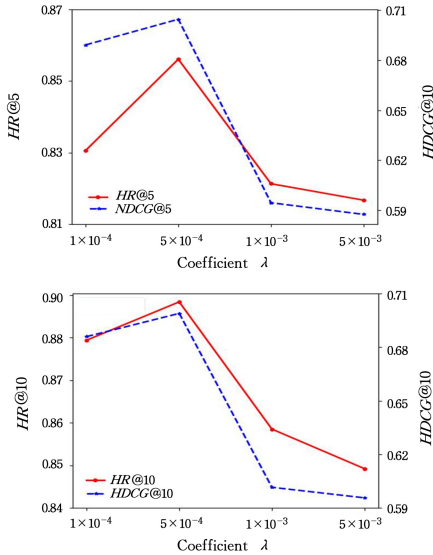 0.87
0.85
0.83
0.81
HR@5
0.71
0.68
0.65
0.62
0.59
HDCG@10
HR@5
NDCG@5
1×10⁻⁴ 5×10⁻⁴ 1×10⁻³ 5×10⁻³
Coefficient λ
0.90
0.88
0.87
0.86
0.85
0.84
HR@10
0.71
0.68
0.65
0.62
0.59
HDCG@10
HR@10
HDCG@10
1×10⁻⁴ 5×10⁻⁴ 1×10⁻³ 5×10⁻³
Coefficient λ